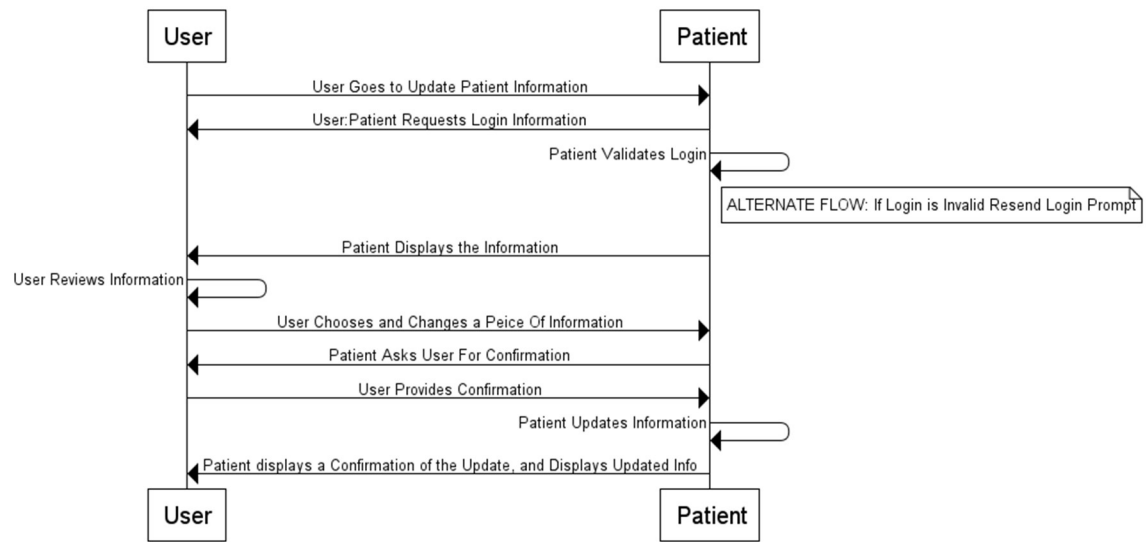 User
Patient
User Goes to Update Patient Information
User:Patient Requests Login Information
Patient Validates Login
ALTERNATE FLOW: If Login is Invalid Resend Login Prompt
Patient Displays the Information
User Reviews Information
User Chooses and Changes a Peice Of Information
Patient Asks User For Confirmation
User Provides Confirmation
Patient Updates Information
Patient displays a Confirmation of the Update, and Displays Updated Info
User
Patient